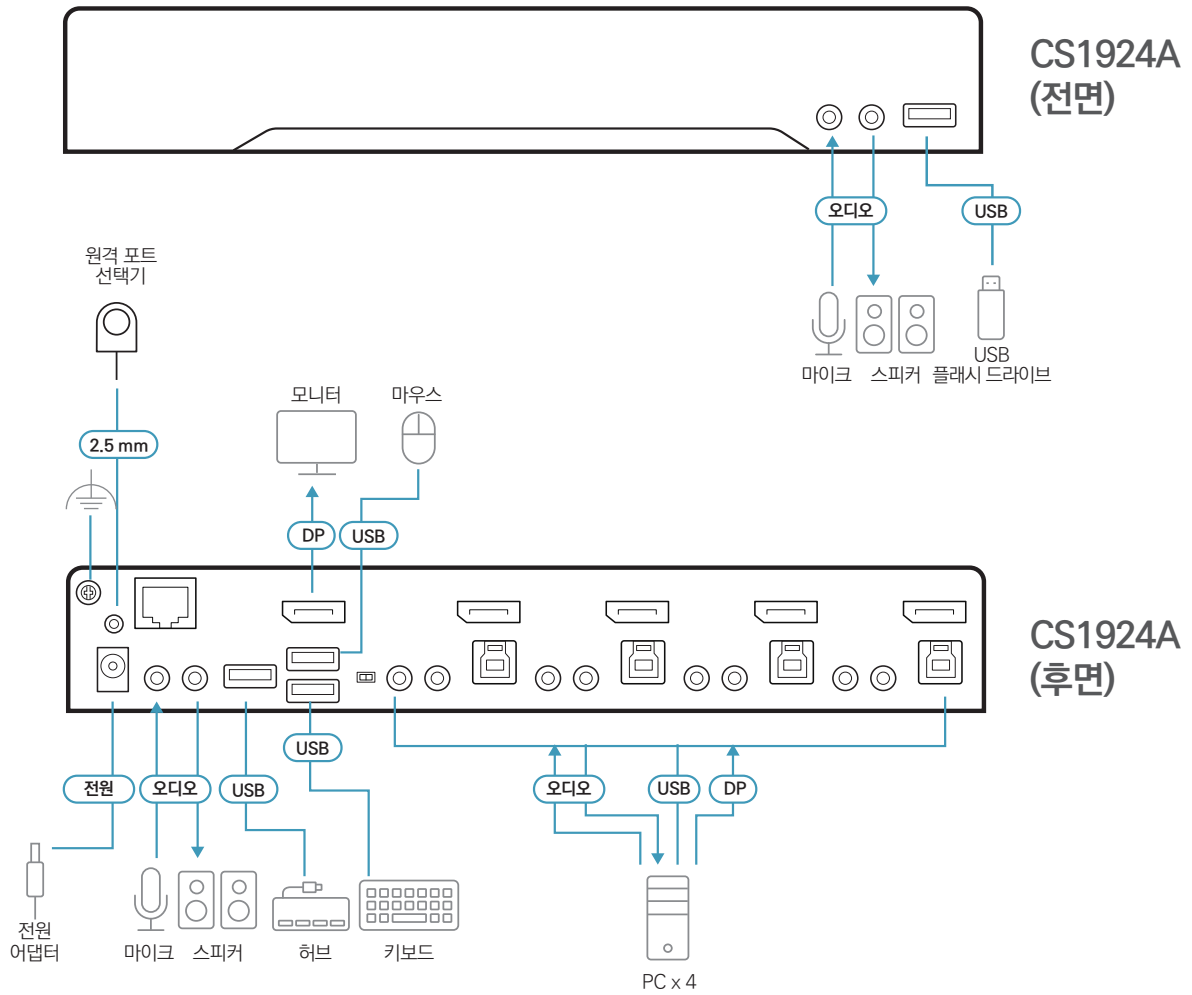 CS1924A
(전면)
오디오
USB
마이크
스피커
USB
플래시 드라이브
원격 포트
선택기
2.5 mm
모니터
마우스
DP
USB
CS1924A
(후면)
전원
오디오
USB
USB
오디오
USB
DP
전원
어댑터
마이크
스피커
허브
키보드
PC x 4